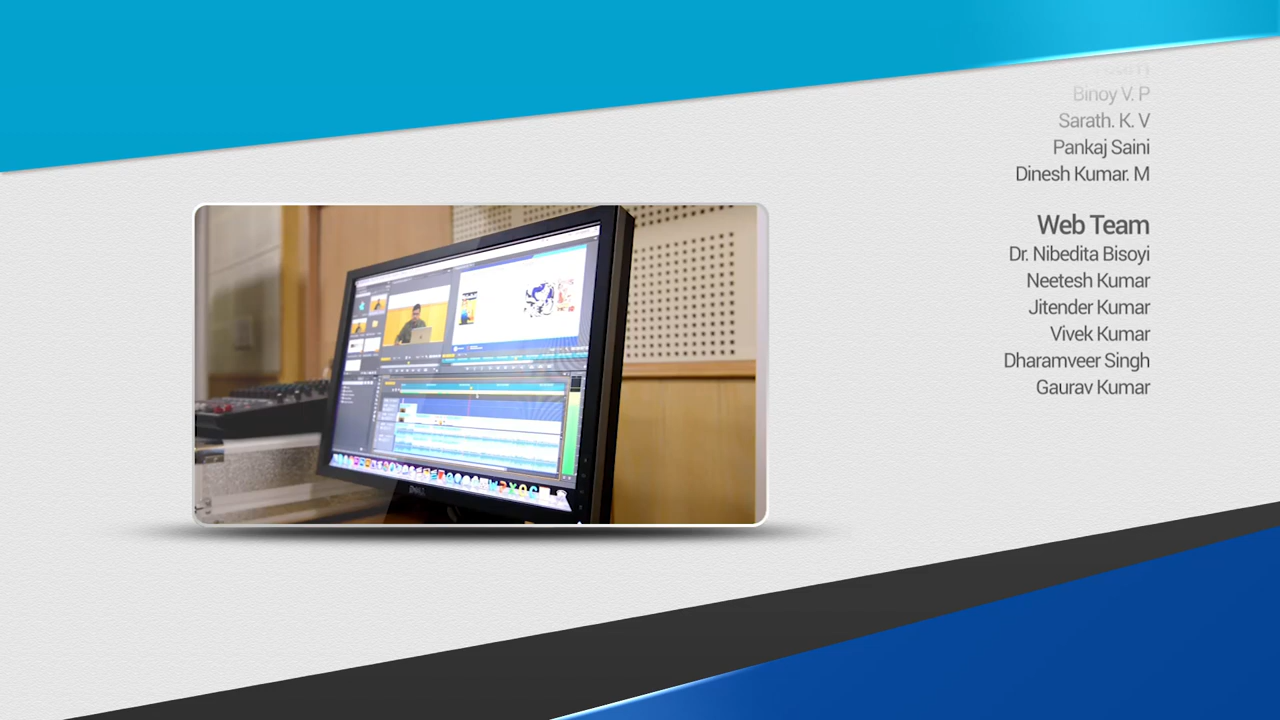 Binoy V. P
Sarath. K. V
Pankaj Saini
Dinesh Kumar. M
Web Team
Dr. Nibedita Bisoyi
Neetesh Kumar
Jitender Kumar
Vivek Kumar
Dharamveer Singh
Gaurav Kumar
DELL